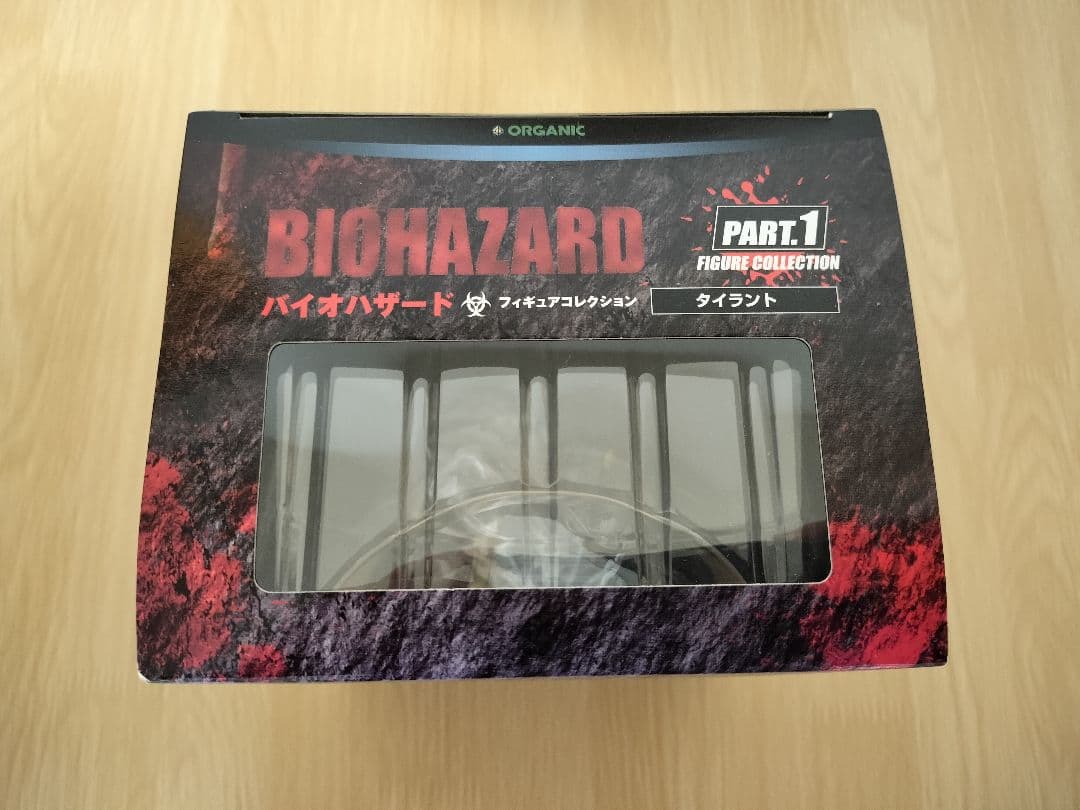 ORGANIC
BIOHAZARD
PART.1
FIGURE COLLECTION
バイオハザード フィギュアコレクション タイラント